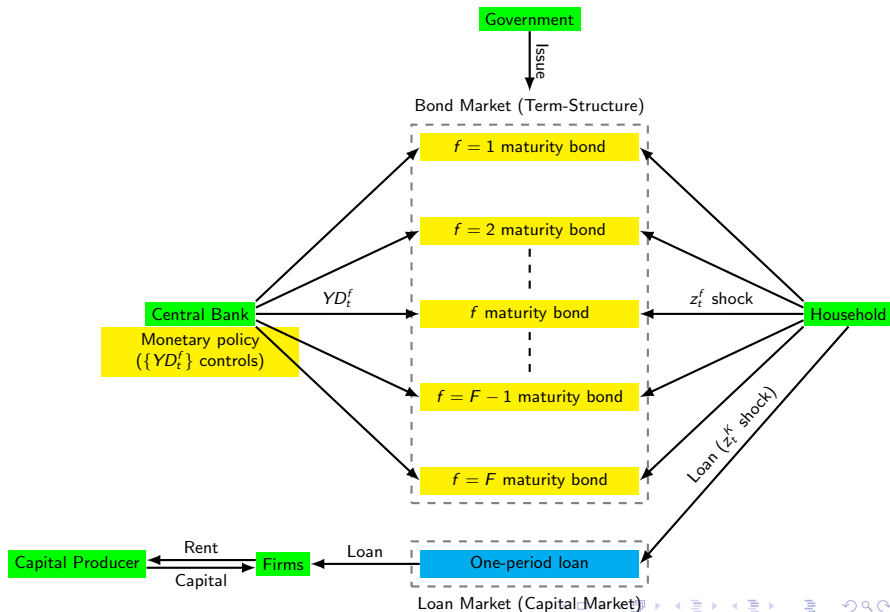 Government
Issue
Bond Market (Term-Structure)
f = 1 maturity bond
f = 2 maturity bond
YD_t^f
z_t^f shock
Central Bank
f maturity bond
Household
Monetary policy
({YD_t^f} controls)
f = F − 1 maturity bond
Loan (z_t^K shock)
f = F maturity bond
Rent
Loan
Capital Producer
Firms
One-period loan
Capital
Loan Market (Capital Market)